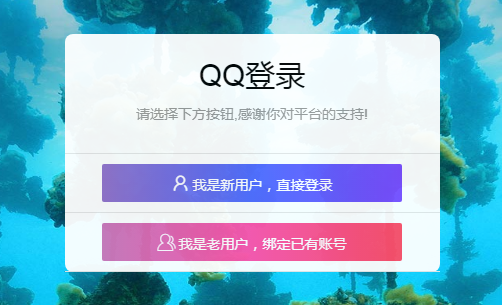 QQ登录
请选择下方按钮,感谢你对平台的支持!
我是新用户，直接登录
我是老用户，绑定已有账号